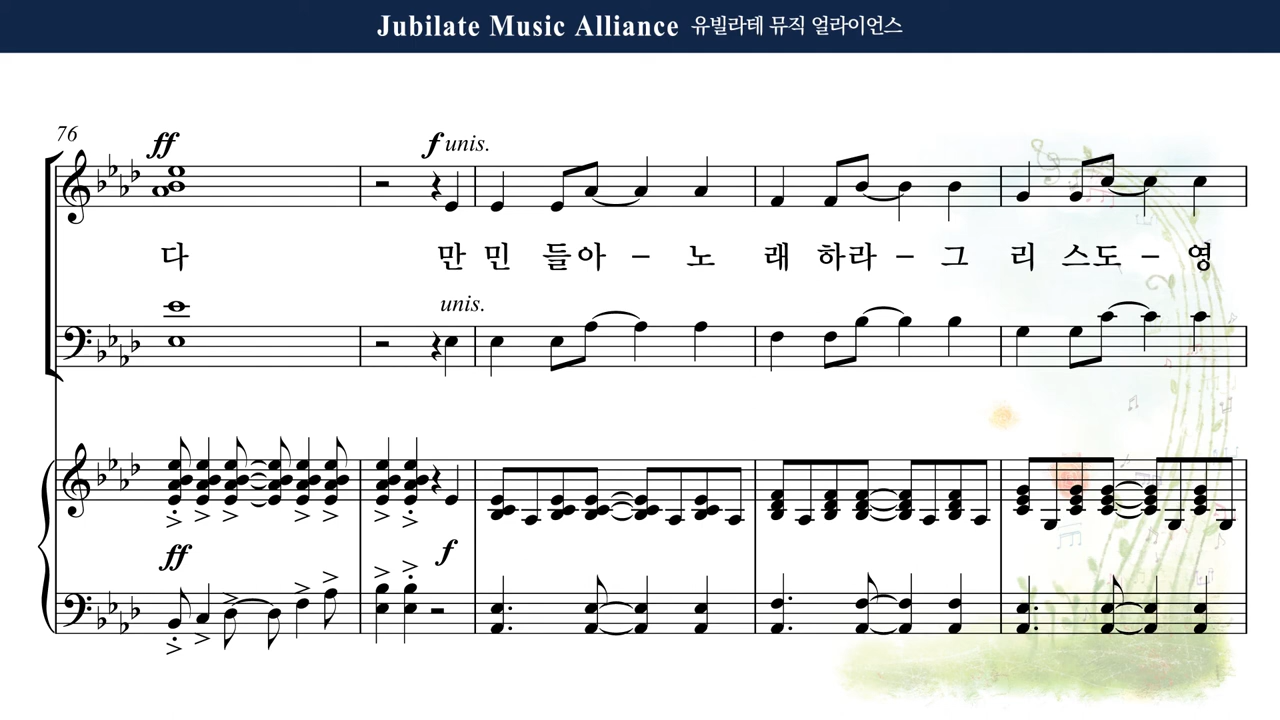 Jubilate Music Alliance 유빌라테 뮤직 얼라이언스
76
ff f unis.
다 만 민 들아 – 노 래 하라 – 그 리 스도 – 영
unis.
ff f